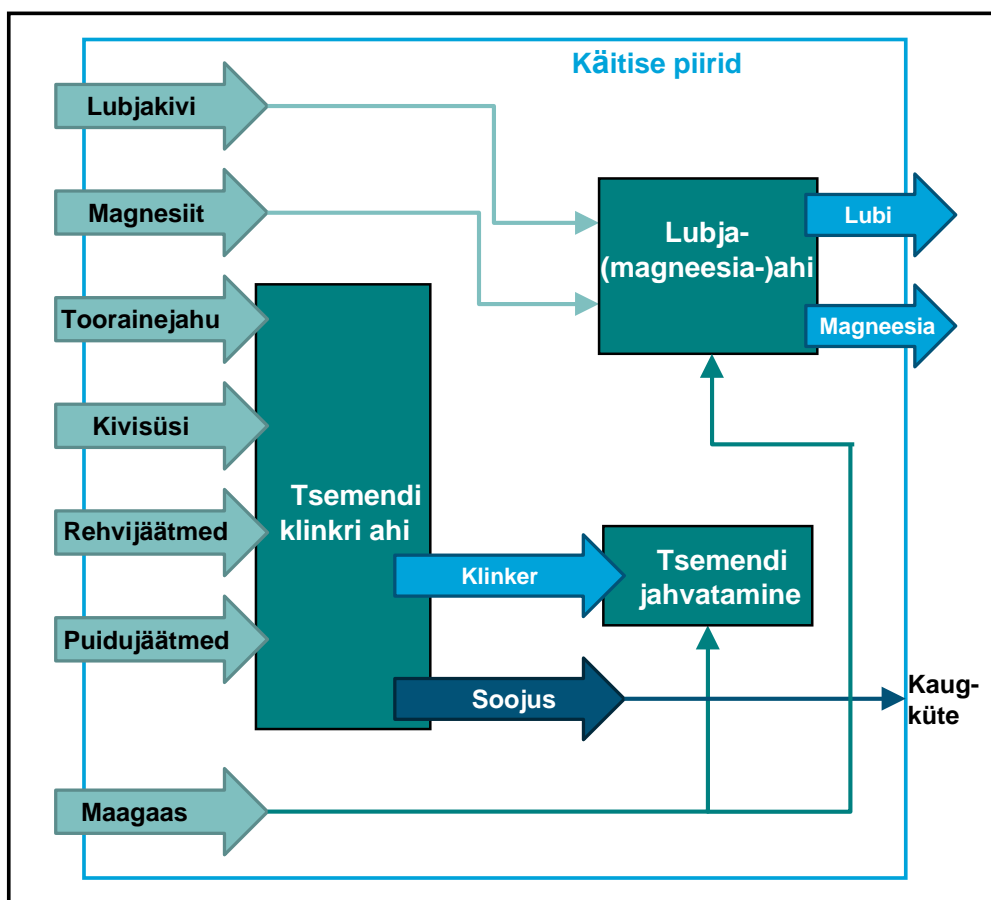 Käitise piirid
Lubjakivi
Magnesiit
Lubja-
(magneesia-)ahi
Lubi
Magneesia
Toorainejahu
Kivisüsi
Rehvijäätmed
Puidujäätmed
Tsemendi
klinkri ahi
Klinker
Tsemendi
jahvatamine
Soojus
Kaug-
küte
Maagaas